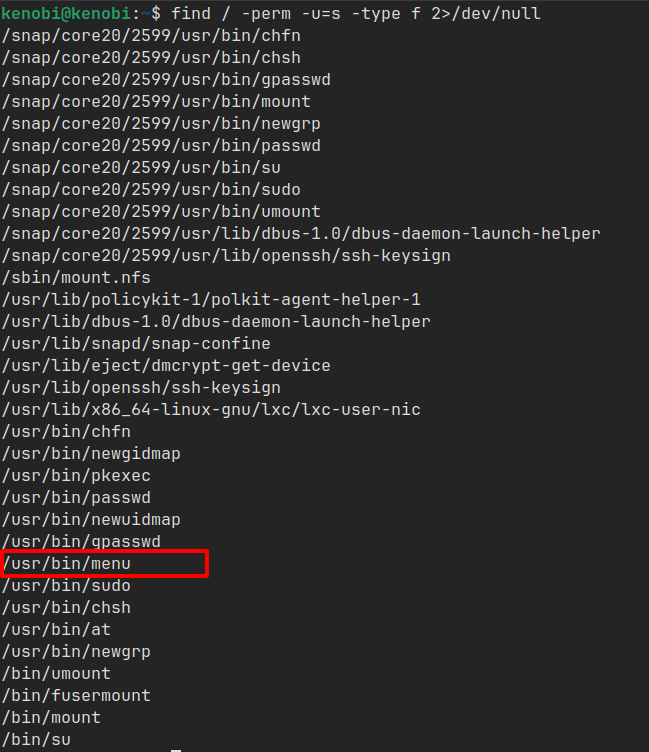 kenobi@kenobi:~$ find / -perm -u=s -type f 2>/dev/null
/snap/core20/2599/usr/bin/chfn
/snap/core20/2599/usr/bin/chsh
/snap/core20/2599/usr/bin/gpasswd
/snap/core20/2599/usr/bin/mount
/snap/core20/2599/usr/bin/newgrp
/snap/core20/2599/usr/bin/passwd
/snap/core20/2599/usr/bin/su
/snap/core20/2599/usr/bin/sudo
/snap/core20/2599/usr/bin/umount
/snap/core20/2599/usr/lib/dbus-1.0/dbus-daemon-launch-helper
/snap/core20/2599/usr/lib/openssh/ssh-keysign
/sbin/mount.nfs
/usr/lib/policykit-1/polkit-agent-helper-1
/usr/lib/dbus-1.0/dbus-daemon-launch-helper
/usr/lib/snapd/snap-confine
/usr/lib/eject/dmcrypt-get-device
/usr/lib/openssh/ssh-keysign
/usr/lib/x86_64-linux-gnu/lxc/lxc-user-nic
/usr/bin/chfn
/usr/bin/newgidmap
/usr/bin/pkexec
/usr/bin/passwd
/usr/bin/newuidmap
/usr/bin/gpasswd
/usr/bin/menu
/usr/bin/sudo
/usr/bin/chsh
/usr/bin/at
/usr/bin/newgrp
/bin/umount
/bin/fusermount
/bin/mount
/bin/su